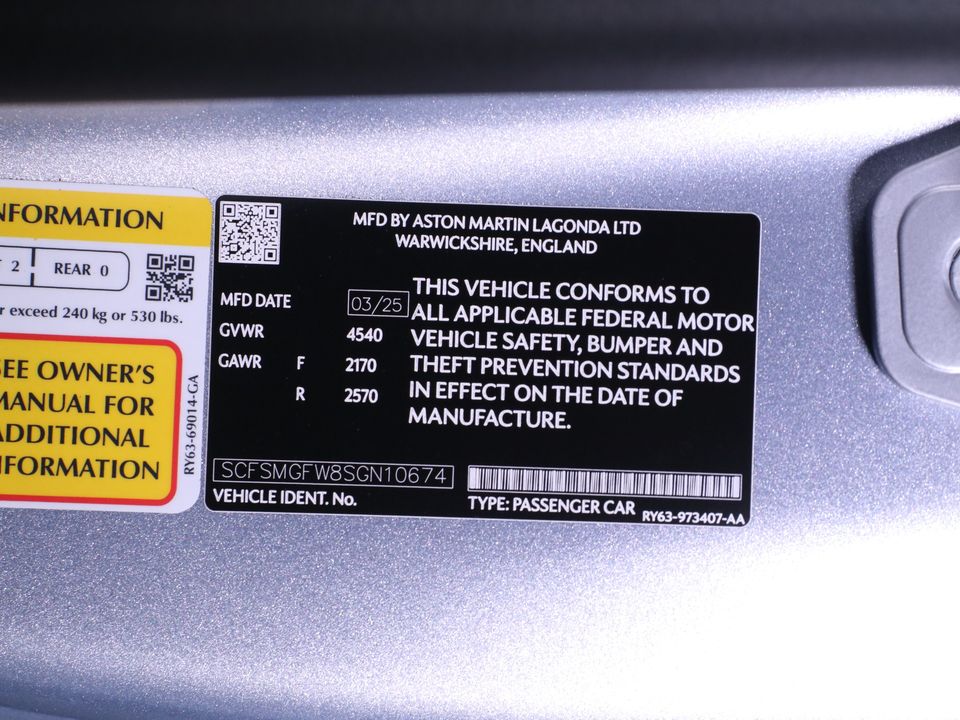 NFORMATION
2 REAR 0
r exceed 240 kg or 530 lbs.
SEE OWNER'S
MANUAL FOR
ADDITIONAL
NFORMATION
RY63-69014-GA
MFD BY ASTON MARTIN LAGONDA LTD
WARWICKSHIRE, ENGLAND
MFD DATE 03/25
GVWR 4540
GAWR F 2170
R 2570
THIS VEHICLE CONFORMS TO
ALL APPLICABLE FEDERAL MOTOR
VEHICLE SAFETY, BUMPER AND
THEFT PREVENTION STANDARDS
IN EFFECT ON THE DATE OF
MANUFACTURE.
SCFSMGFW8SGN10674
VEHICLE IDENT. No.
TYPE: PASSENGER CAR
RY63-973407-AA